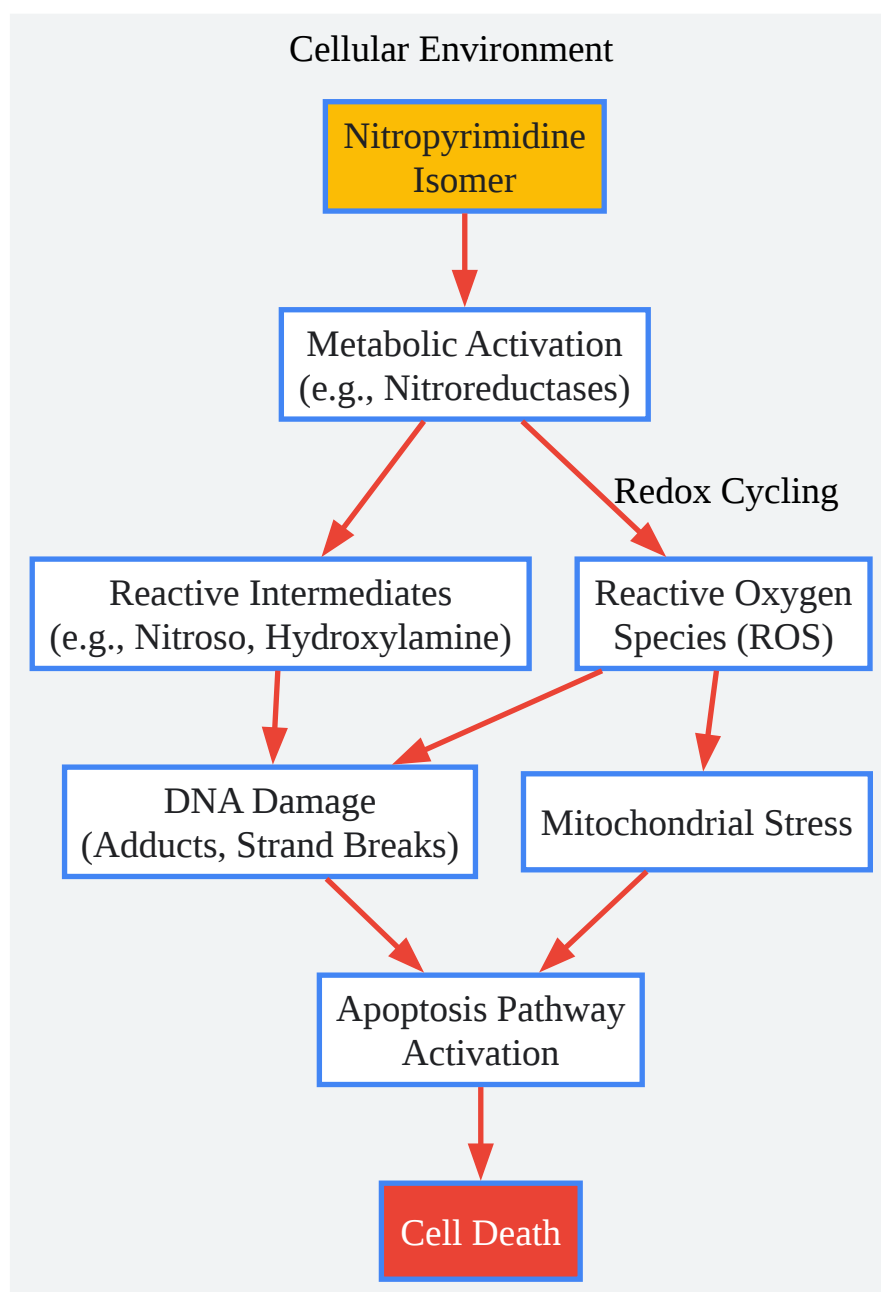 Cellular Environment
Nitropyrimidine
Isomer
Metabolic Activation
(e.g., Nitroreductases)
Redox Cycling
Reactive Intermediates
(e.g., Nitroso, Hydroxylamine)
Reactive Oxygen
Species (ROS)
DNA Damage
(Adducts, Strand Breaks)
Mitochondrial Stress
Apoptosis Pathway
Activation
Cell Death